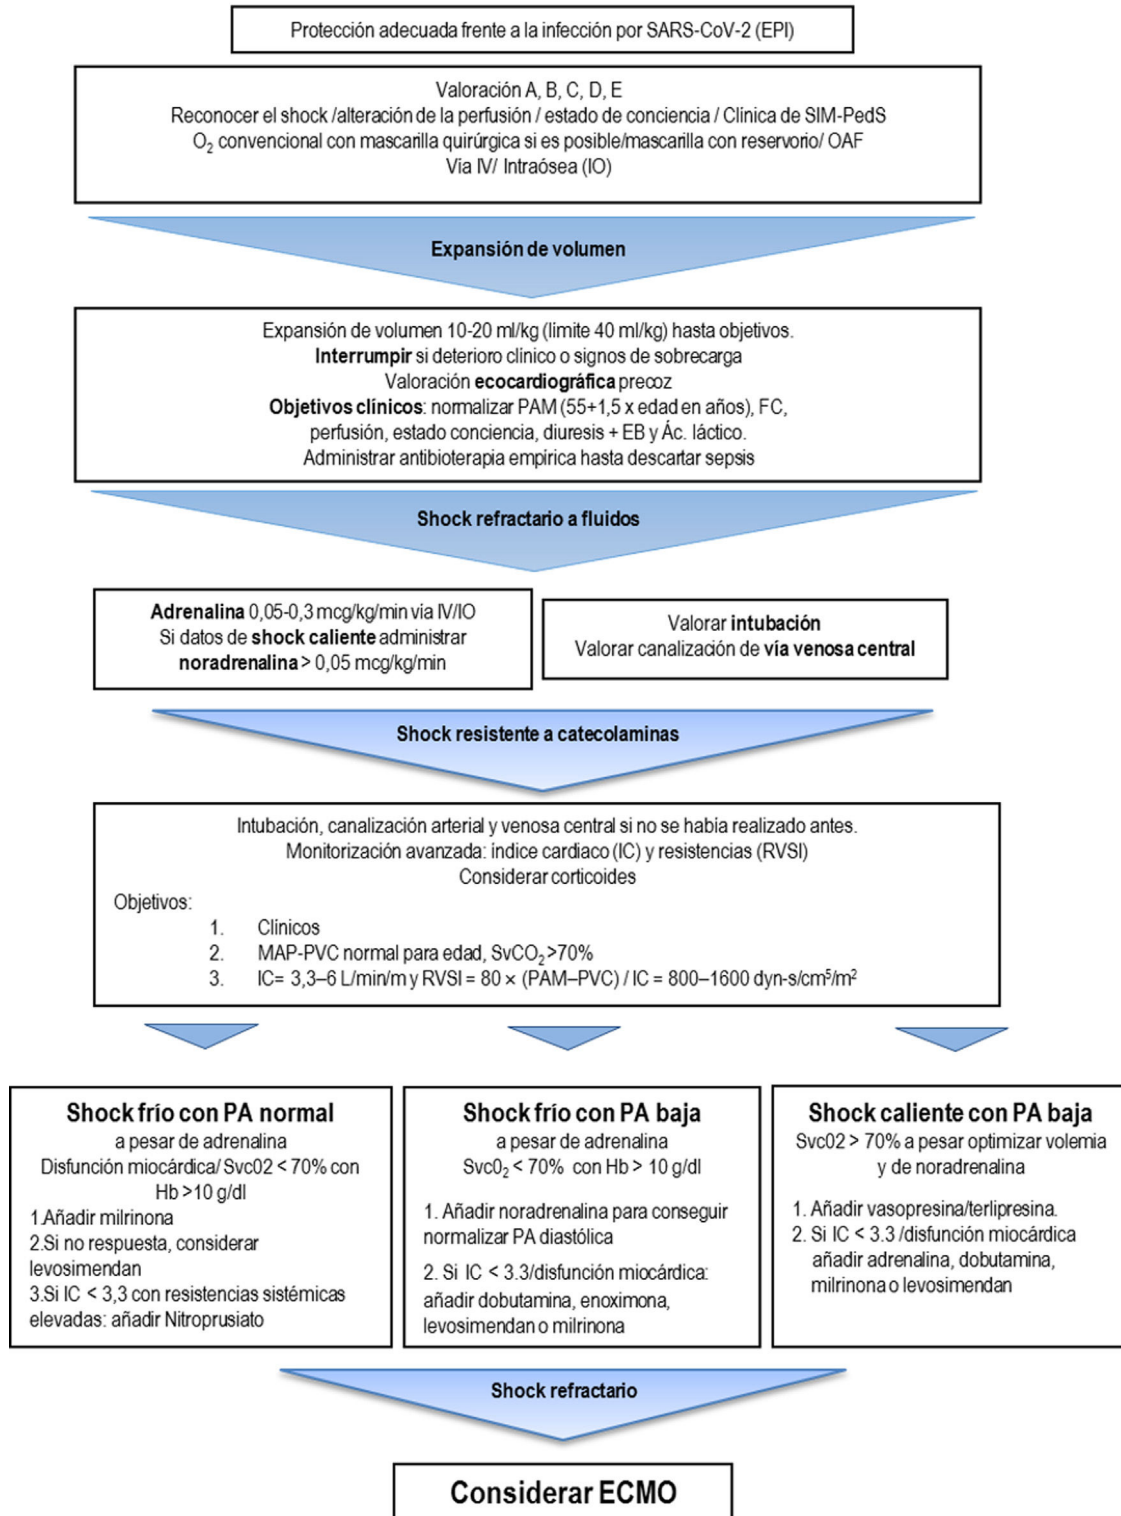 Protección adecuada frente a la infección por SARS-CoV-2 (EPI)
Valoración A, B, C, D, E
Reconocer el shock /alteración de la perfusión / estado de conciencia / Clínica de SIM-PedS
O₂ convencional con mascarilla quirúrgica si es posible/mascarilla con reservorio/ OAF
Vía IV/ Intraósea (IO)
Expansión de volumen
Expansión de volumen 10-20 ml/kg (limite 40 ml/kg) hasta objetivos.
Interrumpir si deterioro clínico o signos de sobrecarga
Valoración ecocardiográfica precoz
Objetivos clínicos: normalizar PAM (55+1,5 x edad en años), FC,
perfusión, estado conciencia, diuresis + EB y Ác. láctico.
Administrar antibioterapia empírica hasta descartar sepsis
Shock refractario a fluidos
Adrenalina 0,05-0,3 mcg/kg/min vía IV/IO
Si datos de shock caliente administrar
noradrenalina > 0,05 mcg/kg/min
Valorar intubación
Valorar canalización de vía venosa central
Shock resistente a catecolaminas
Intubación, canalización arterial y venosa central si no se había realizado antes.
Monitorización avanzada: índice cardiaco (IC) y resistencias (RVSI)
Considerar corticoides
Objetivos:
1. Clínicos
2. MAP-PVC normal para edad, SvCO₂ >70%
3. IC= 3,3–6 L/min/m y RVSI = 80 × (PAM–PVC) / IC = 800–1600 dyn-s/cm⁵/m²
Shock frío con PA normal
a pesar de adrenalina
Disfunción miocárdica/ Svc02 < 70% con
Hb >10 g/dl
1.Añadir milrinona
2.Si no respuesta, considerar
levosimendan
3.Si IC < 3,3 con resistencias sistémicas
elevadas: añadir Nitroprusiato
Shock frío con PA baja
a pesar de adrenalina
Svc0₂ < 70% con Hb > 10 g/dl
1. Añadir noradrenalina para conseguir
normalizar PA diastólica
2. Si IC < 3.3/disfunción miocárdica:
añadir dobutamina, enoximona,
levosimendan o milrinona
Shock caliente con PA baja
Svc02 > 70% a pesar optimizar volemia
y de noradrenalina
1. Añadir vasopresina/terlipresina.
2. Si IC < 3.3 /disfunción miocárdica
añadir adrenalina, dobutamina,
milrinona o levosimendan
Shock refractario
Considerar ECMO